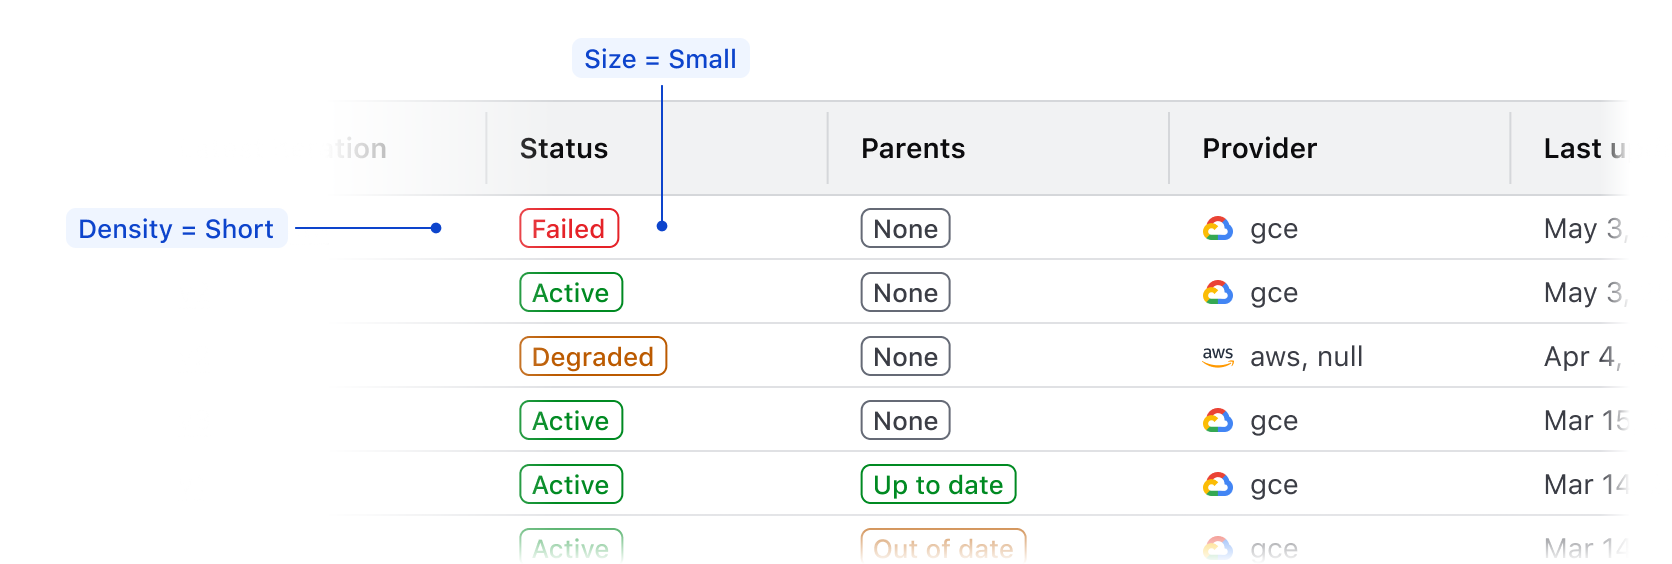 Size = Small
Status Parents Provider Last u
Density = Short Failed None gce May 3,
Active None gce May 3,
Degraded None aws aws, null Apr 4,
Active None gce Mar 15
Active Up to date gce Mar 14
Active Out of date gce Mar 14